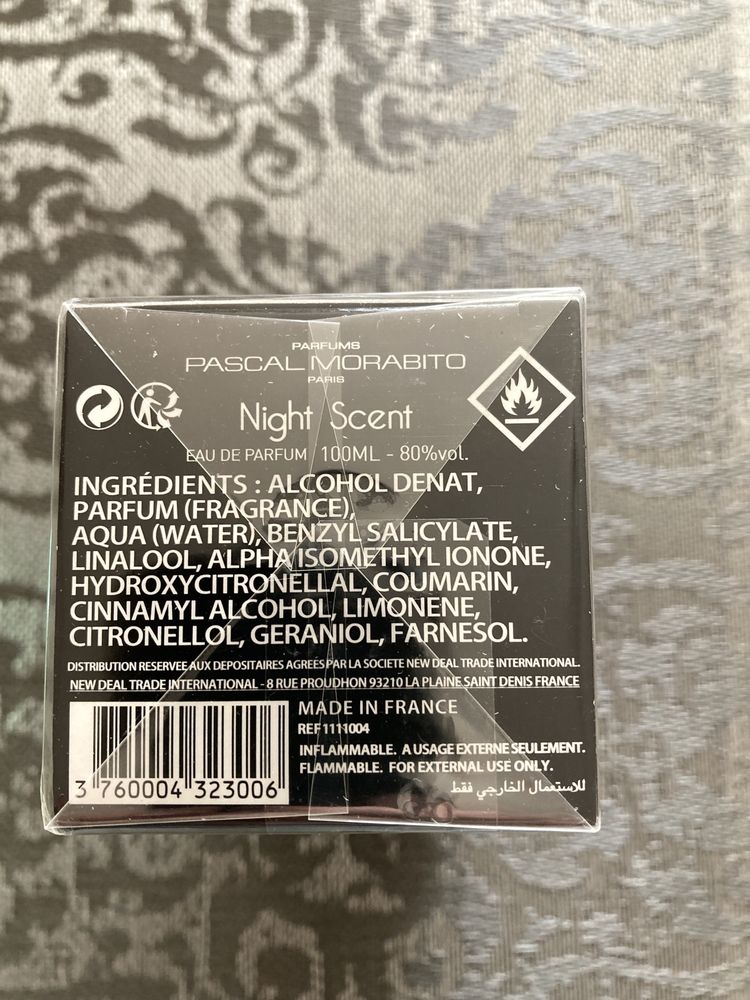 PARFUMS
PASCAL MORABITO
PARIS
Night Scent
EAU DE PARFUM 100ML - 80%vol.
INGRÉDIENTS : ALCOHOL DENAT,
PARFUM (FRAGRANCE),
AQUA (WATER), BENZYL SALICYLATE,
LINALOOL, ALPHA ISOMETHYL IONONE,
HYDROXYCITRONELLAL, COUMARIN,
CINNAMYL ALCOHOL, LIMONENE,
CITRONELLOL, GERANIOL, FARNESOL.
DISTRIBUTION RESERVEE AUX DEPOSITAIRES AGREES PAR LA SOCIETE NEW DEAL TRADE INTERNATIONAL.
NEW DEAL TRADE INTERNATIONAL - 8 RUE PROUDHON 93210 LA PLAINE SAINT DENIS FRANCE
MADE IN FRANCE
REF 1111004
INFLAMMABLE. A USAGE EXTERNE SEULEMENT.
FLAMMABLE. FOR EXTERNAL USE ONLY.
للاستعمال الخارجي فقط
3 760004 323006